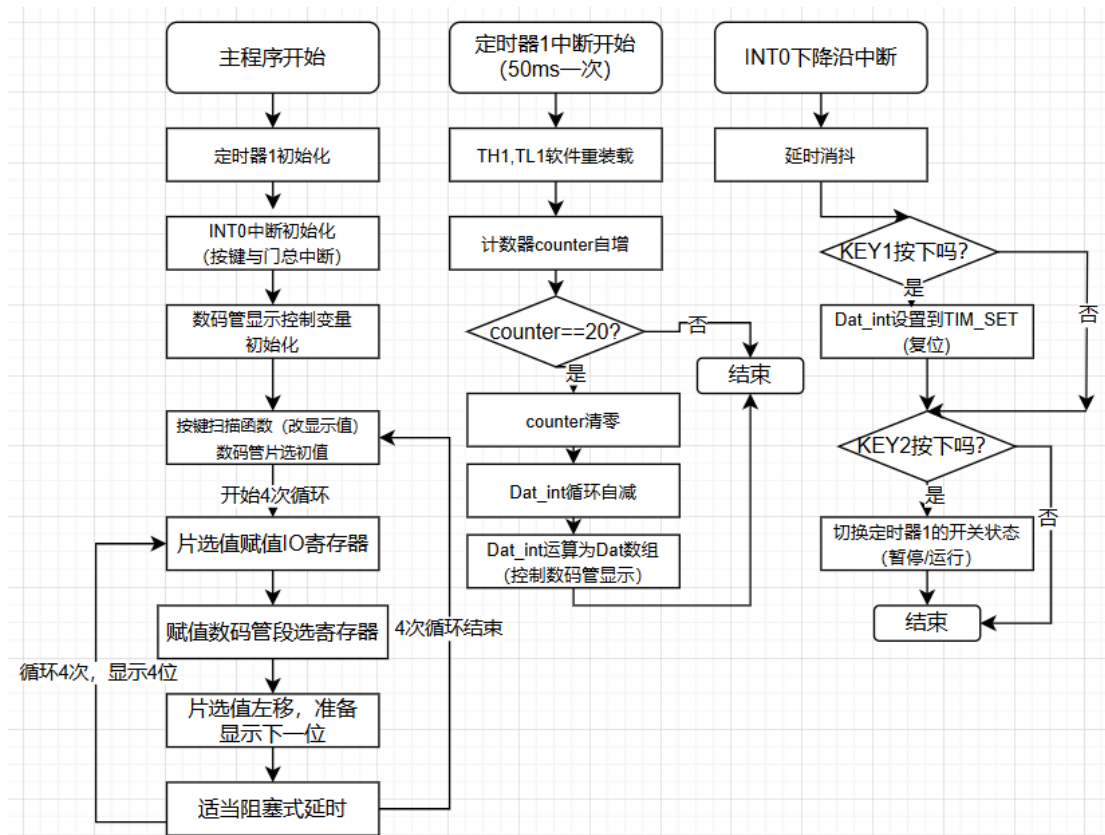 主程序开始
定时器1初始化
INT0中断初始化
（按键与门总中断）
数码管显示控制变量
初始化
按键扫描函数（改显示值）
数码管片选初值
开始4次循环
片选值赋值IO寄存器
赋值数码管段选寄存器
4次循环结束
循环4次，显示4位
片选值左移，准备
显示下一位
适当阻塞式延时
定时器1中断开始
(50ms一次)
TH1,TL1软件重装载
计数器counter自增
counter==20?
否
是
结束
counter清零
Dat_int循环自减
Dat_int运算为Dat数组
（控制数码管显示）
INT0下降沿中断
延时消抖
KEY1按下吗?
是
否
Dat_int设置到TIM_SET
(复位)
KEY2按下吗?
是
否
切换定时器1的开关状态
（暂停/运行）
结束